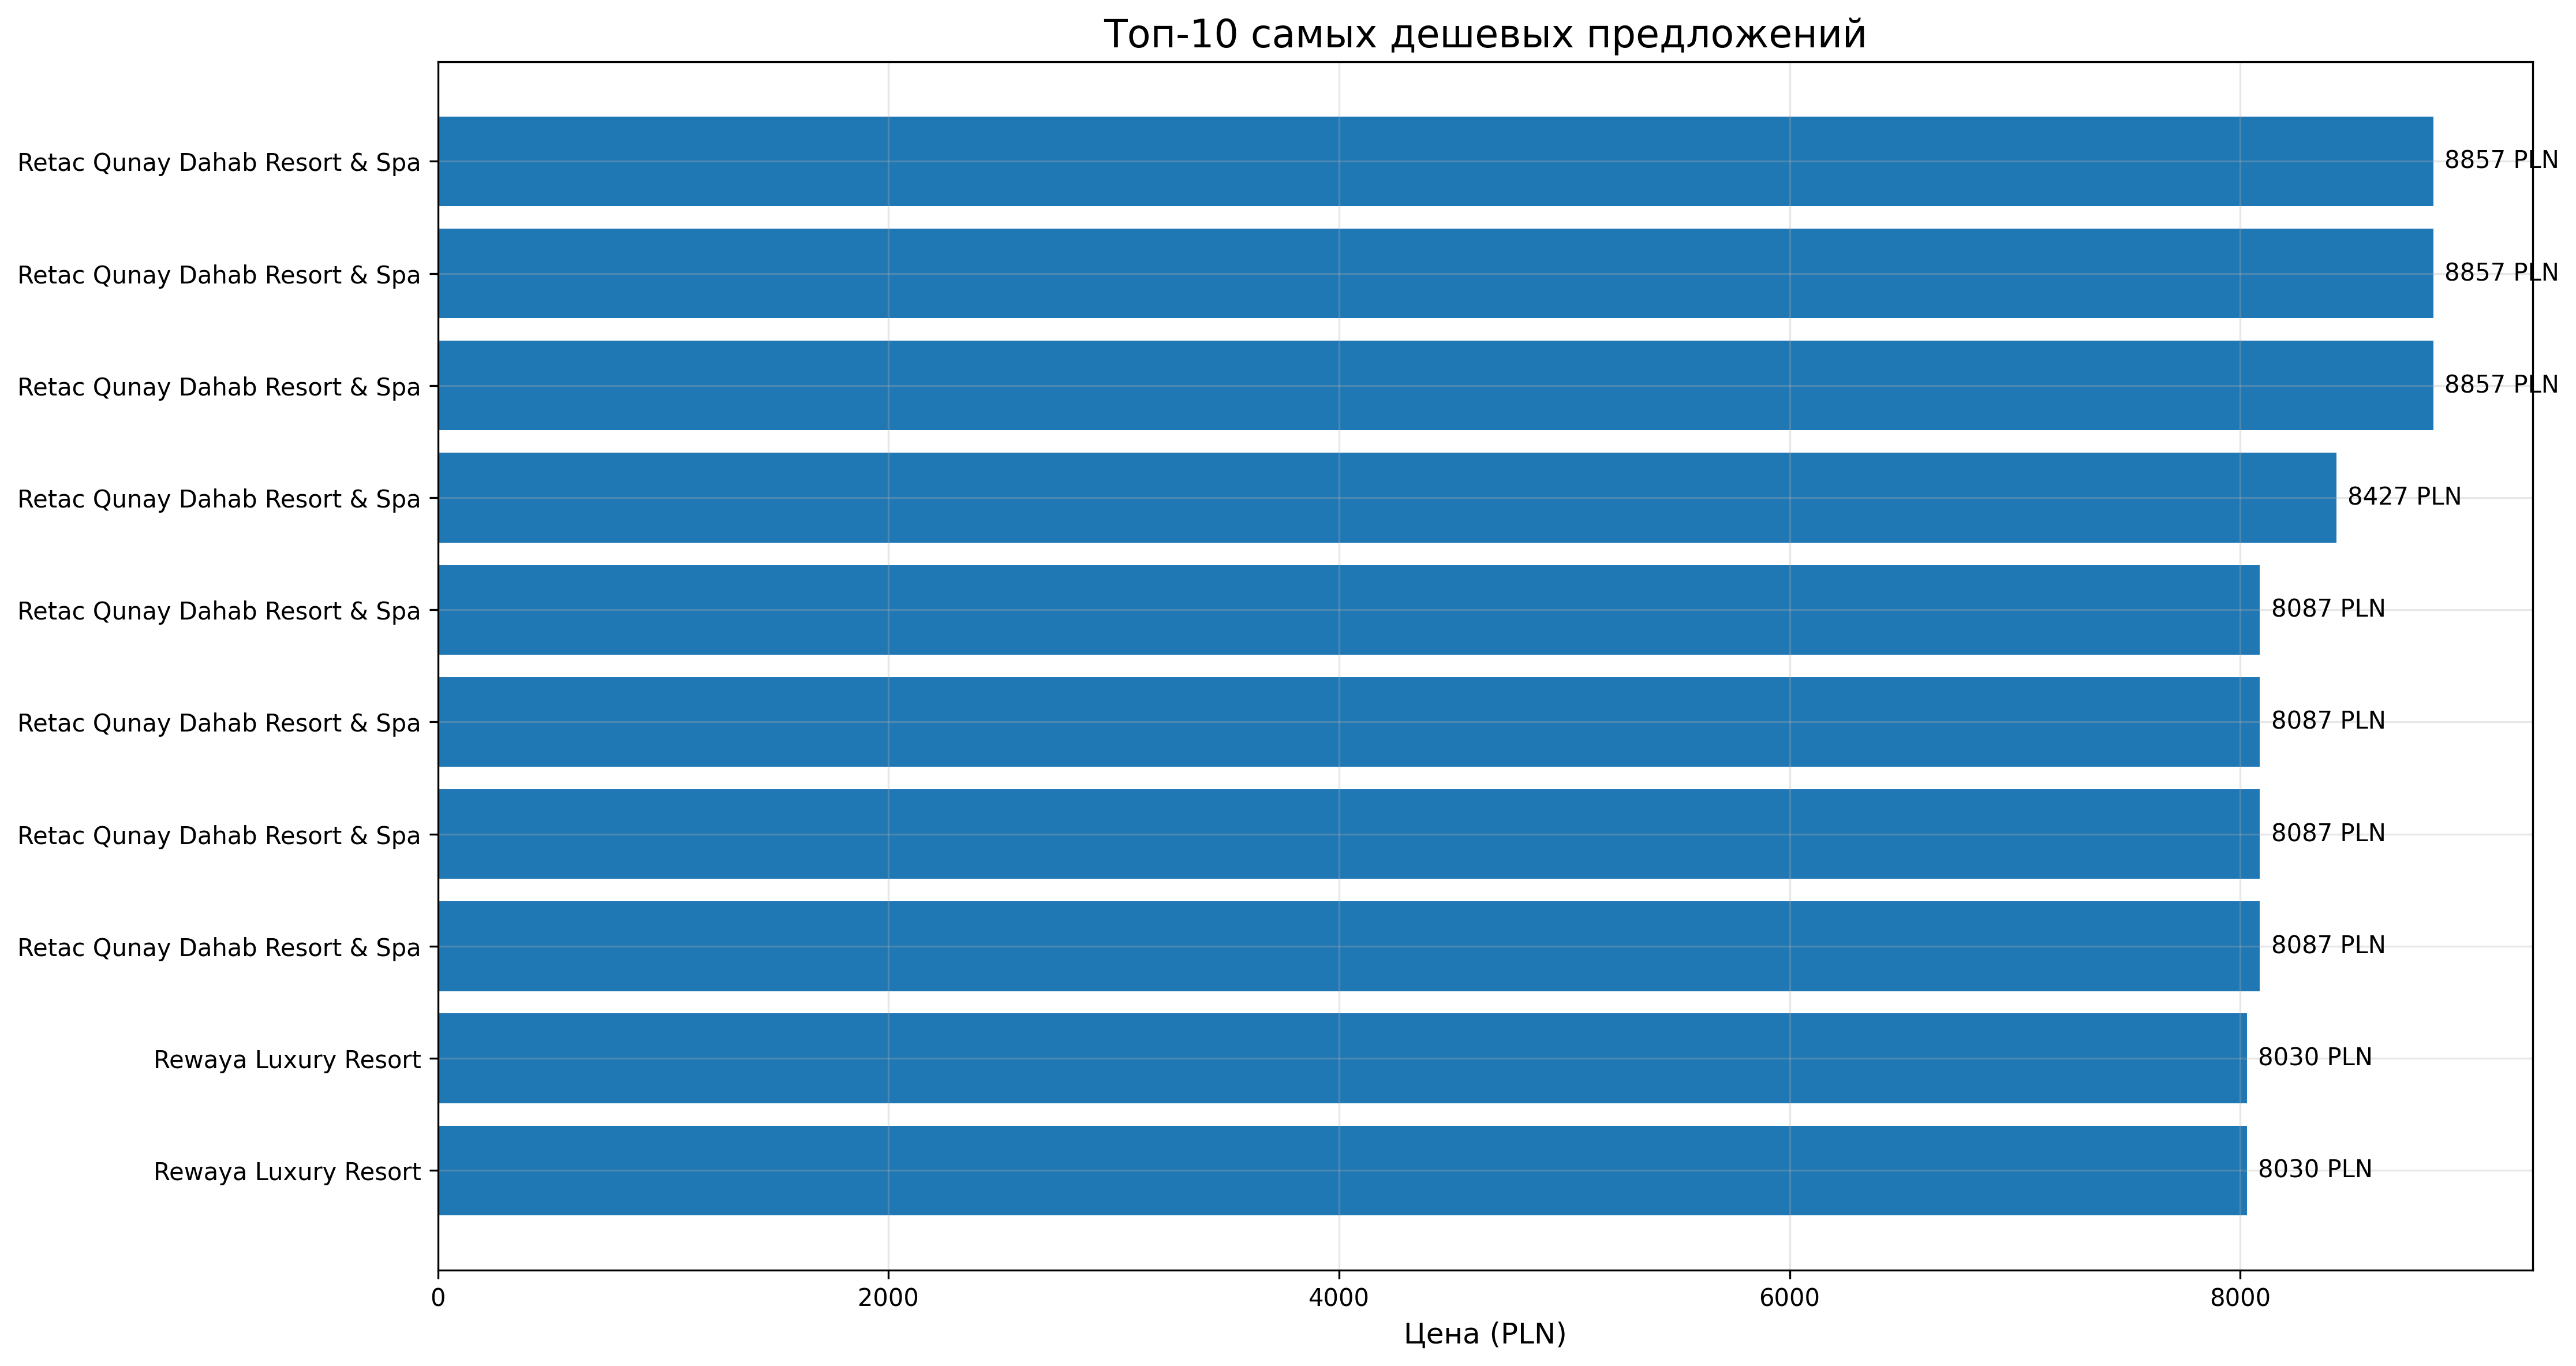 Топ-10 самых дешевых предложений
Retac Qunay Dahab Resort & Spa 8857 PLN
Retac Qunay Dahab Resort & Spa 8857 PLN
Retac Qunay Dahab Resort & Spa 8857 PLN
Retac Qunay Dahab Resort & Spa 8427 PLN
Retac Qunay Dahab Resort & Spa 8087 PLN
Retac Qunay Dahab Resort & Spa 8087 PLN
Retac Qunay Dahab Resort & Spa 8087 PLN
Retac Qunay Dahab Resort & Spa 8087 PLN
Rewaya Luxury Resort 8030 PLN
Rewaya Luxury Resort 8030 PLN
0 2000 4000 6000 8000
Цена (PLN)